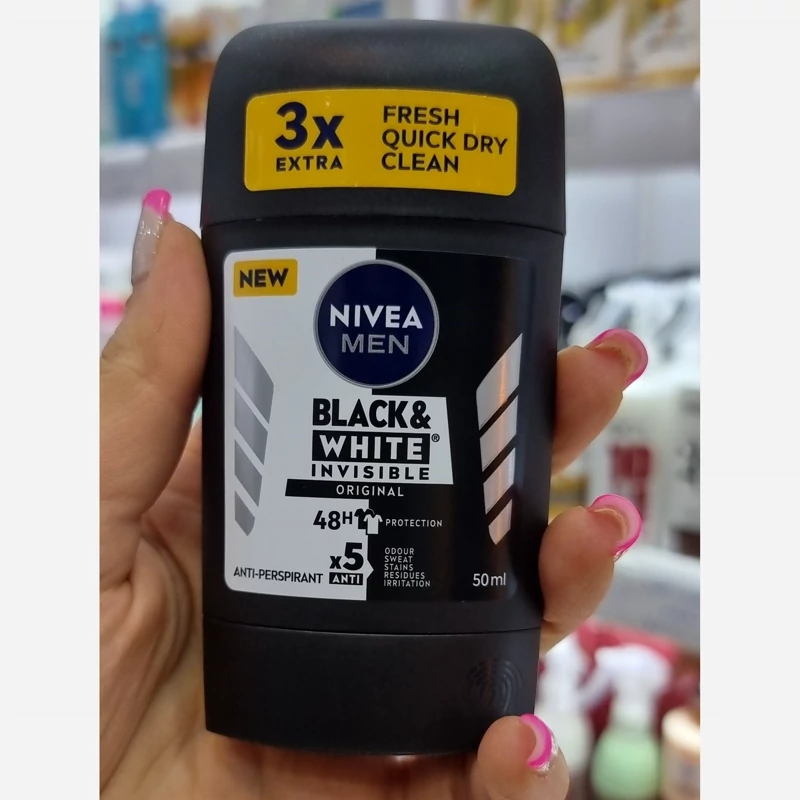 3x
EXTRA
FRESH
QUICK DRY
CLEAN
NEW
NIVEA
MEN
BLACK&
WHITE®
INVISIBLE
ORIGINAL
48H PROTECTION
x5
ANTI
ODOUR
SWEAT
STAINS
RESIDUES
IRRITATION
ANTI-PERSPIRANT
50ml